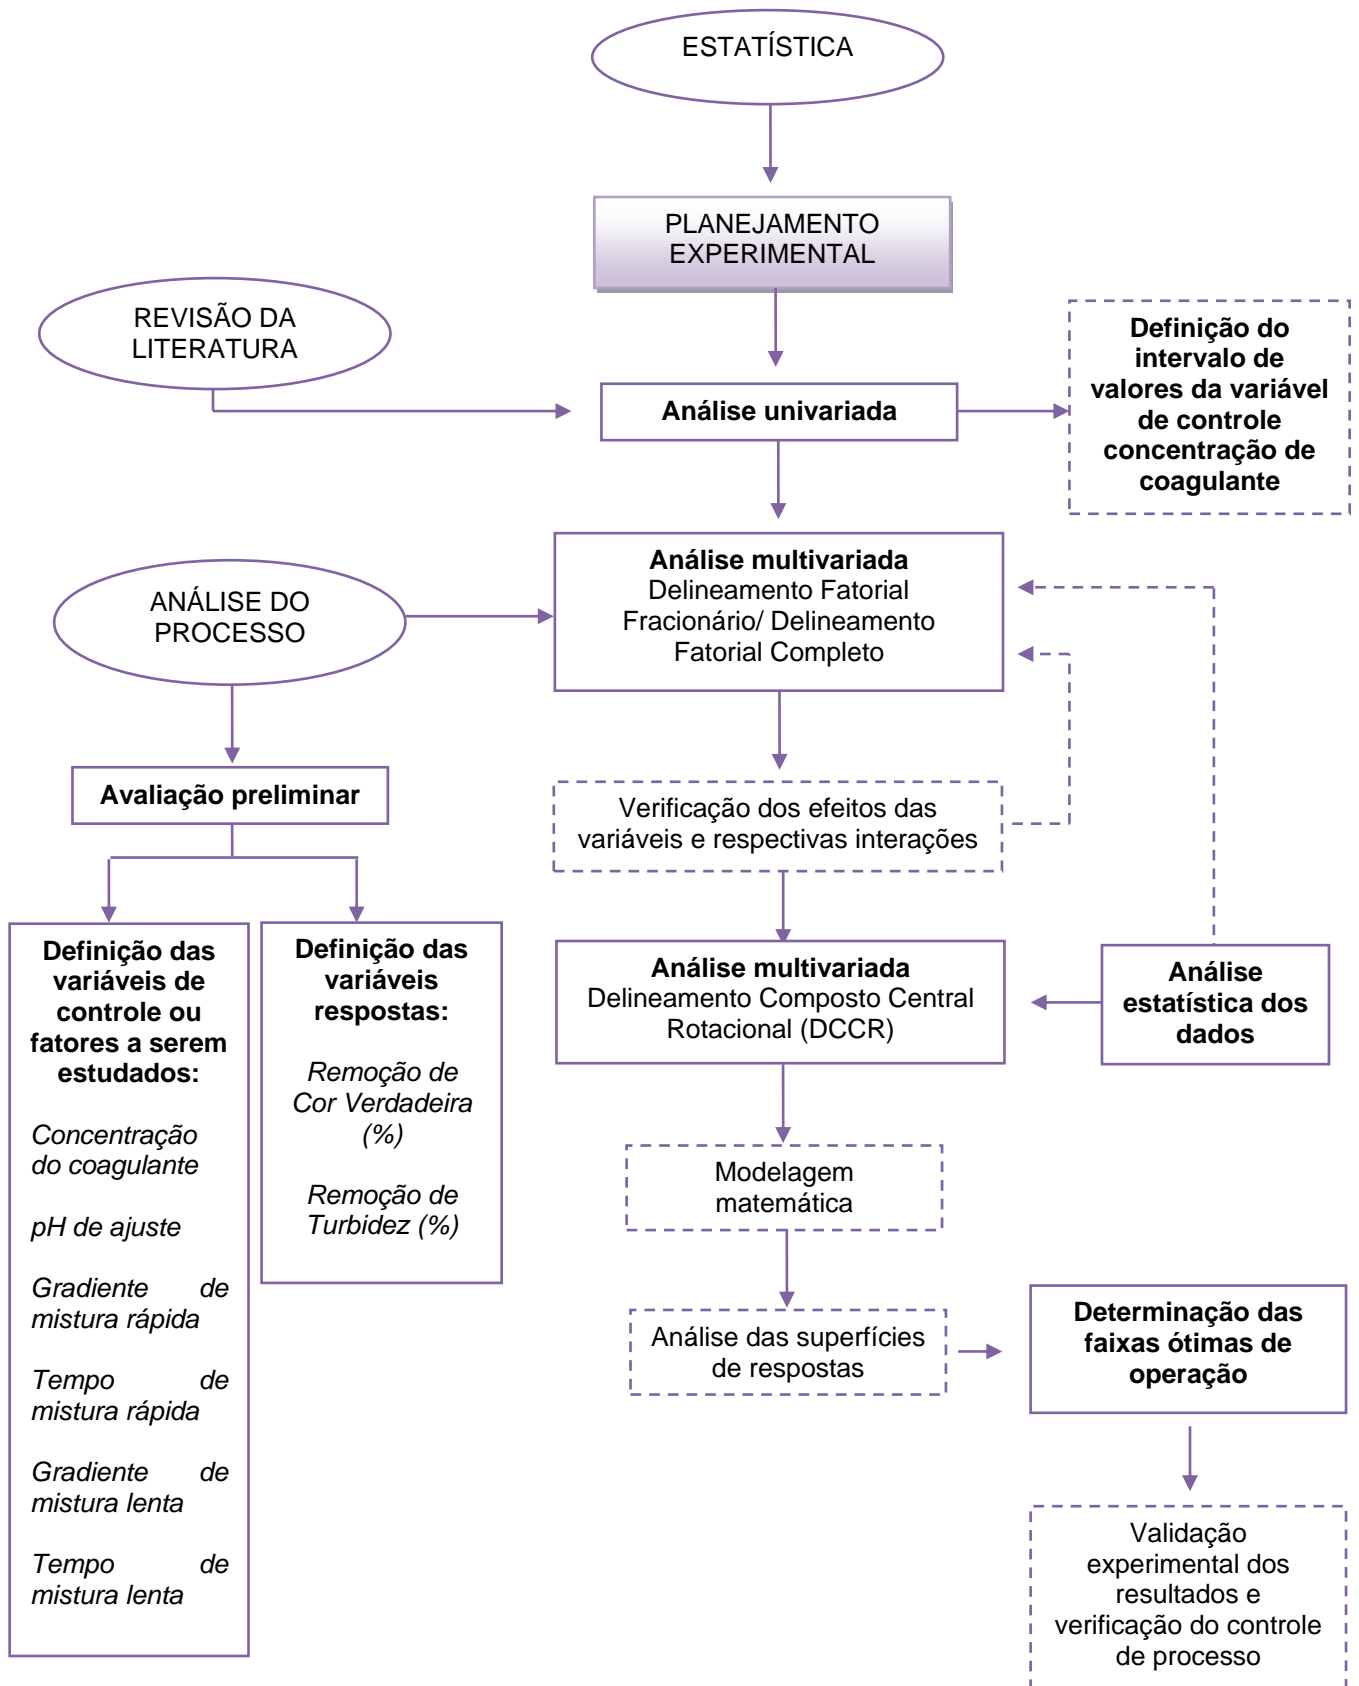 ESTATÍSTICA
PLANEJAMENTO
EXPERIMENTAL
REVISÃO DA
LITERATURA
Análise univariada
Definição do
intervalo de
valores da variável
de controle
concentração de
coagulante
Análise multivariada
Delineamento Fatorial
Fracionário/ Delineamento
Fatorial Completo
ANÁLISE DO
PROCESSO
Avaliação preliminar
Verificação dos efeitos das
variáveis e respectivas interações
Definição das
variáveis de
controle ou
fatores a serem
estudados:
Concentração
do coagulante
pH de ajuste
Gradiente de
mistura rápida
Tempo de
mistura rápida
Gradiente de
mistura lenta
Tempo de
mistura lenta
Definição das
variáveis
respostas:
Remoção de
Cor Verdadeira
(%)
Remoção de
Turbidez (%)
Análise multivariada
Delineamento Composto Central
Rotacional (DCCR)
Análise
estatística dos
dados
Modelagem
matemática
Análise das superfícies
de respostas
Determinação das
faixas ótimas de
operação
Validação
experimental dos
resultados e
verificação do controle
de processo